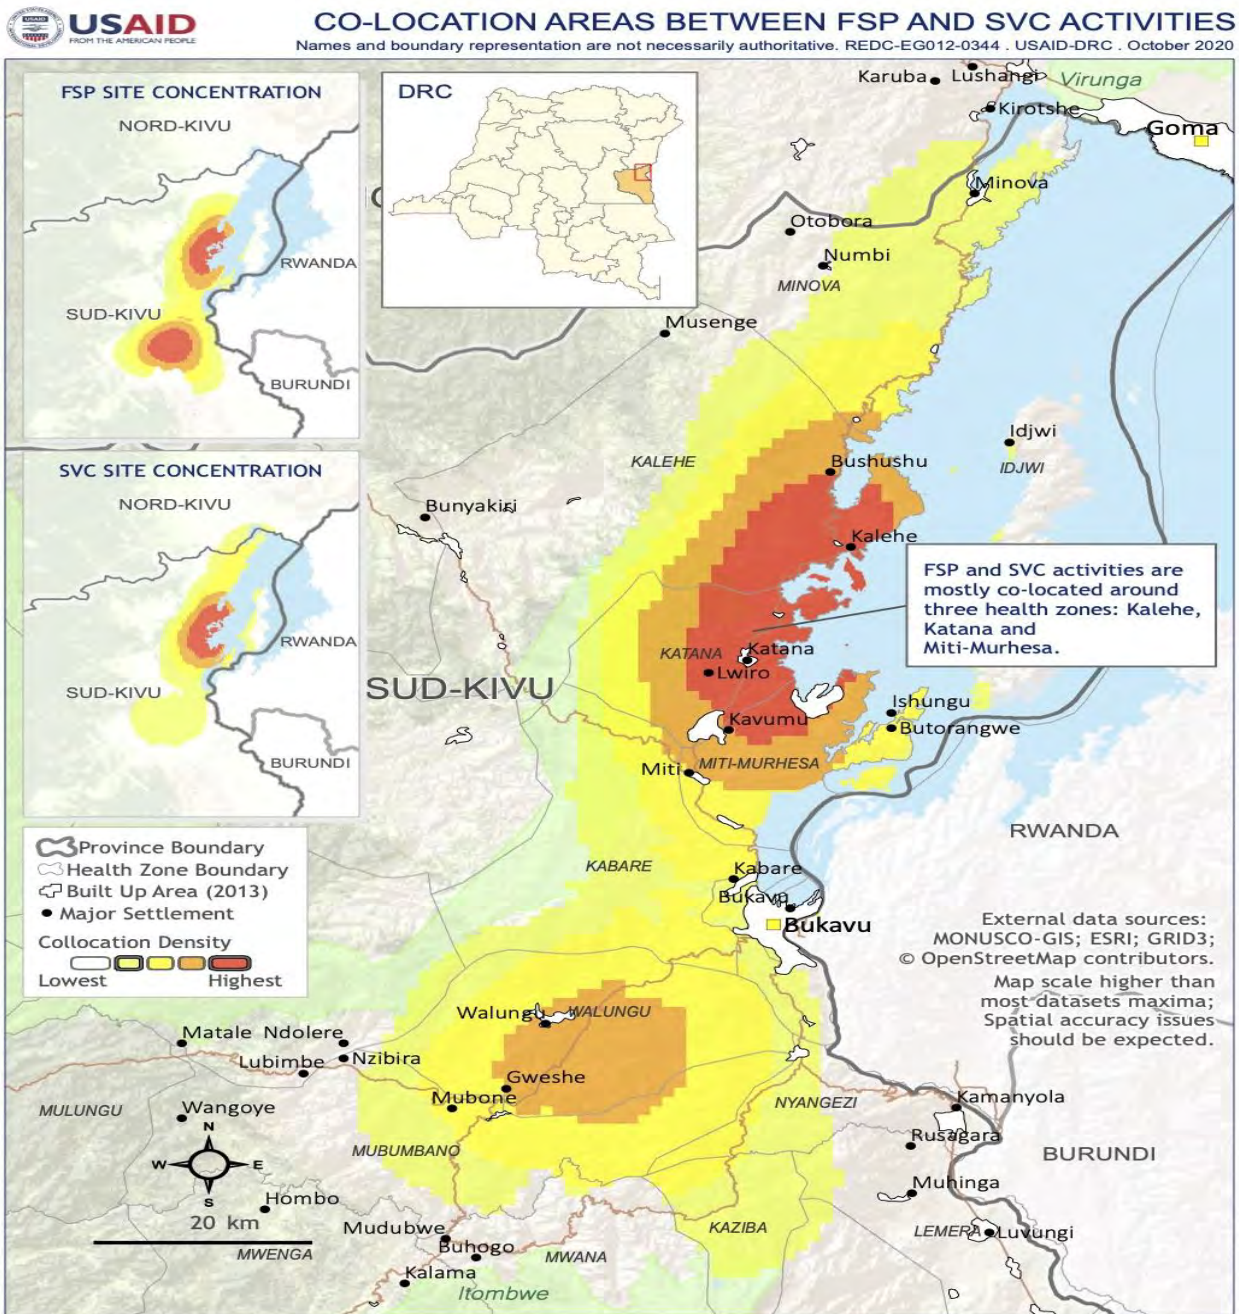 USAID
FROM THE AMERICAN PEOPLE
CO-LOCATION AREAS BETWEEN FSP AND SVC ACTIVITIES
Names and boundary representation are not necessarily authoritative. REDC-EG012-0344 . USAID-DRC . October 2020
FSP SITE CONCENTRATION
NORD-KIVU
RWANDA
SUD-KIVU
BURUNDI
DRC
SVC SITE CONCENTRATION
NORD-KIVU
RWANDA
SUD-KIVU
BURUNDI
Province Boundary
Health Zone Boundary
Built Up Area (2013)
Major Settlement
Collocation Density
Lowest
Highest
Karuba
Lushangi
Virunga
Kirotshe
Goma
Minova
Otobora
Numbi
MINOVA
Musenge
Idjwi
IDJWI
KALEHE
Bushushu
Bunyakiri
Kalehe
FSP and SVC activities are
mostly co-located around
three health zones: Kalehe,
Katana and
Miti-Murhesa.
KATANA
Katana
Lwiro
SUD-KIVU
Ishungu
Kavumu
Butorangwe
MITI-MURHESA
Miti
RWANDA
KABARE
Kabare
Bukavu
Bukavu
External data sources:
MONUSCO-GIS; ESRI; GRID3;
© OpenStreetMap contributors.
Map scale higher than
most datasets maxima;
Spatial accuracy issues
should be expected.
Walungu
WALUNGU
Matale
Ndolere
Lubimbe
Nzibira
Gweshe
Mubone
MULUNGU
Wangoye
NYANGEZI
Kamanyola
Rusagara
MUBUMBANO
BURUNDI
N
W
E
S
20 km
Hombo
Muhinga
Mudubwe
KAZIBA
LEMERA
Luvungi
MWENGA
Buhogo
MWANA
Kalama
Itombwe